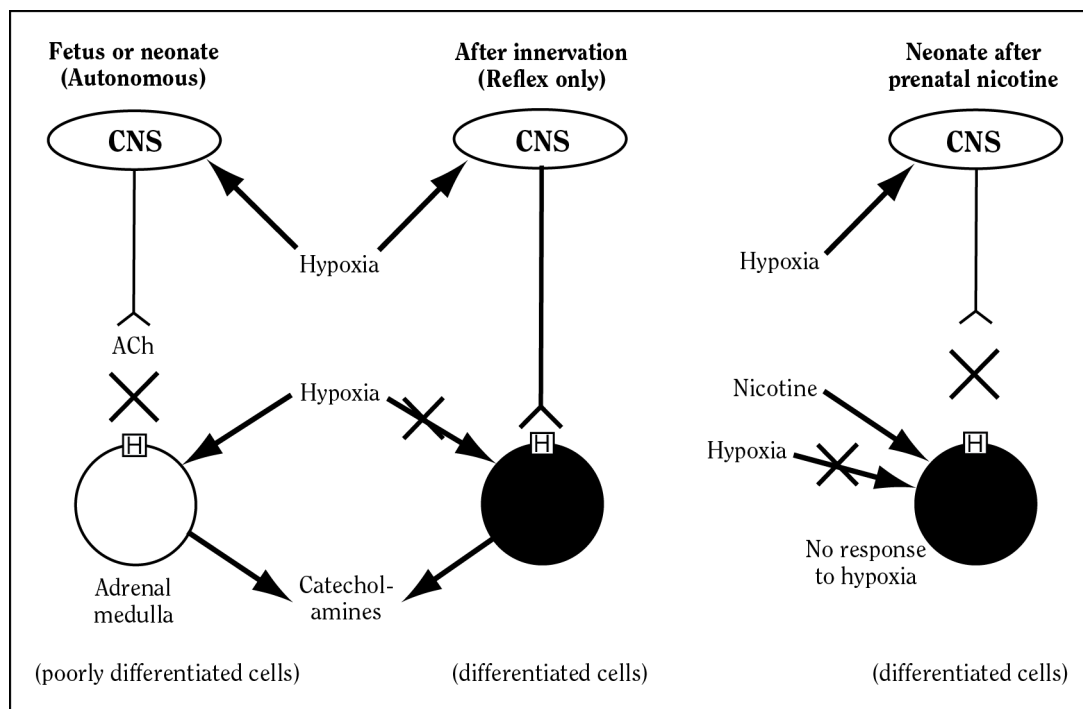 Fetus or neonate
(Autonomous)
After innervation
(Reflex only)
Neonate after
prenatal nicotine
CNS
CNS
CNS
Hypoxia
Hypoxia
ACh
Hypoxia
Nicotine
Hypoxia
H
H
H
No response
to hypoxia
Adrenal
medulla
Catechol-
amines
(poorly differentiated cells)
(differentiated cells)
(differentiated cells)